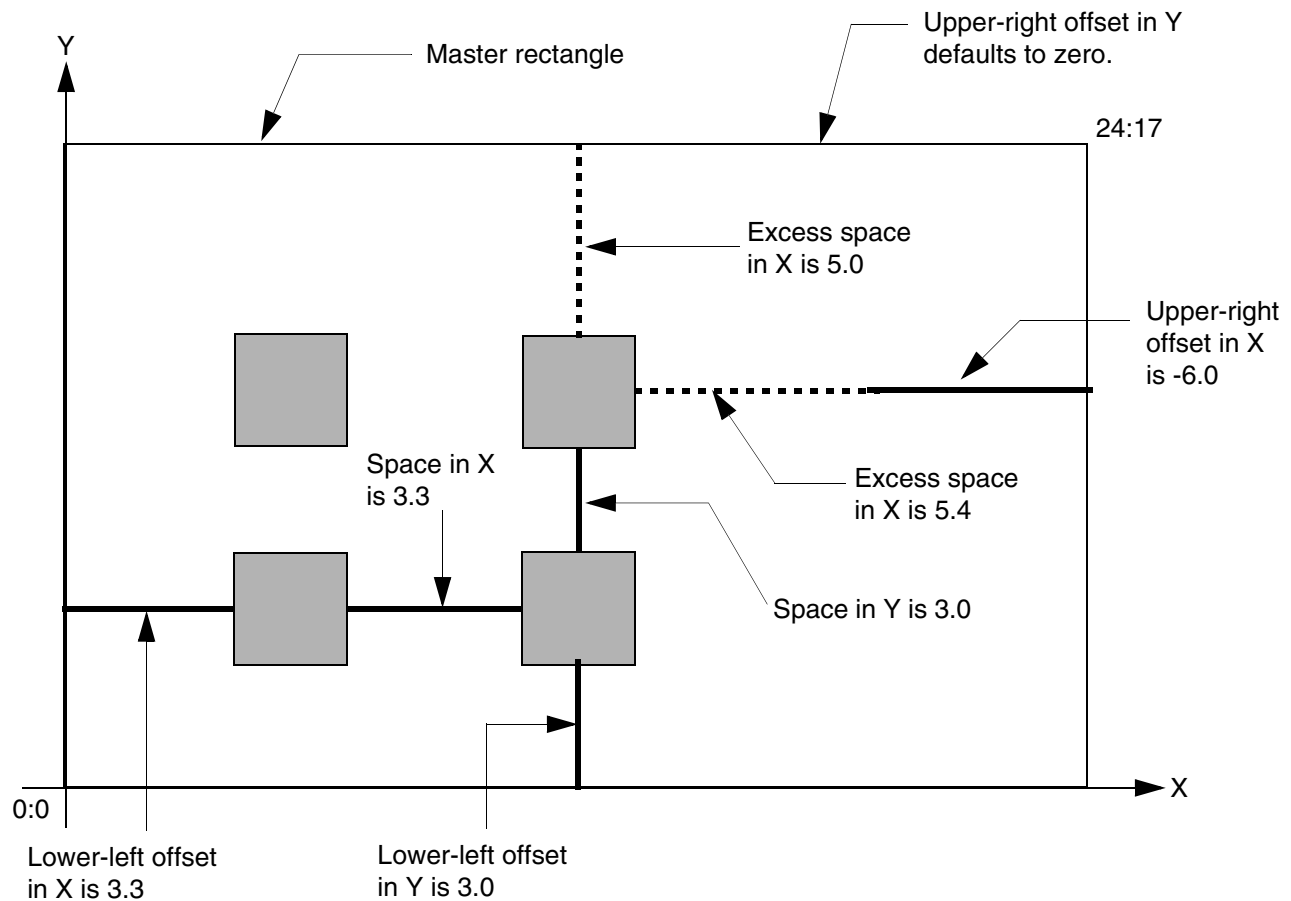 Upper-right offset in Y
defaults to zero.
Y
Master rectangle
24:17
Excess space
in X is 5.0
Upper-right
offset in X
is -6.0
Space in X
is 3.3
Excess space
in X is 5.4
Space in Y is 3.0
X
0:0
Lower-left offset
in X is 3.3
Lower-left offset
in Y is 3.0